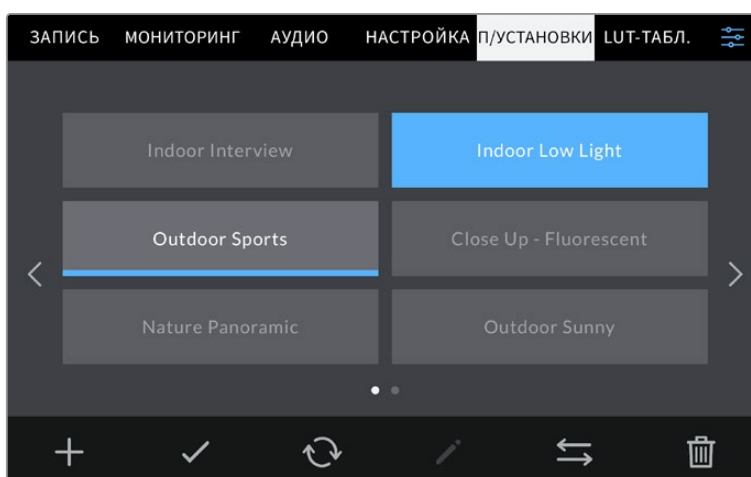 ЗАПИСЬ МОНИТОРИНГ АУДИО НАСТРОЙКА П/УСТАНОВКИ LUT-ТАБЛ.
Indoor Interview Indoor Low Light
Outdoor Sports Close Up - Fluorescent
Nature Panoramic Outdoor Sunny